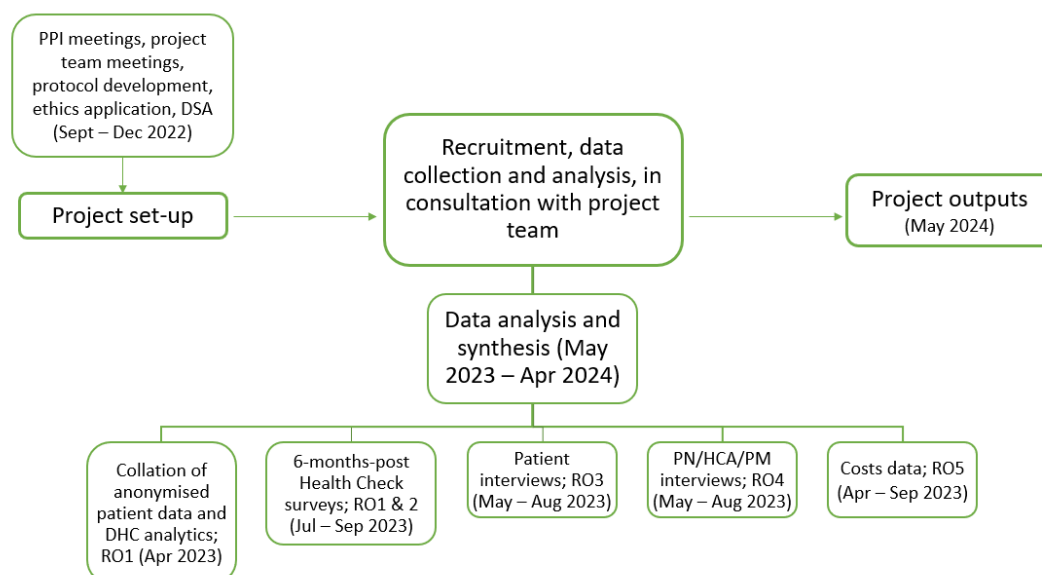 PPI meetings, project
team meetings,
protocol development,
ethics application, DSA
(Sept – Dec 2022)
Project set-up
Recruitment, data
collection and analysis, in
consultation with project
team
Project outputs
(May 2024)
Data analysis and
synthesis (May
2023 – Apr 2024)
Collation of
anonymised
patient data and
DHC analytics;
RO1 (Apr 2023)
6-months-post
Health Check
surveys; RO1 & 2
(Jul – Sep 2023)
Patient
interviews; RO3
(May – Aug 2023)
PN/HCA/PM
interviews; RO4
(May – Aug 2023)
Costs data; RO5
(Apr – Sep 2023)